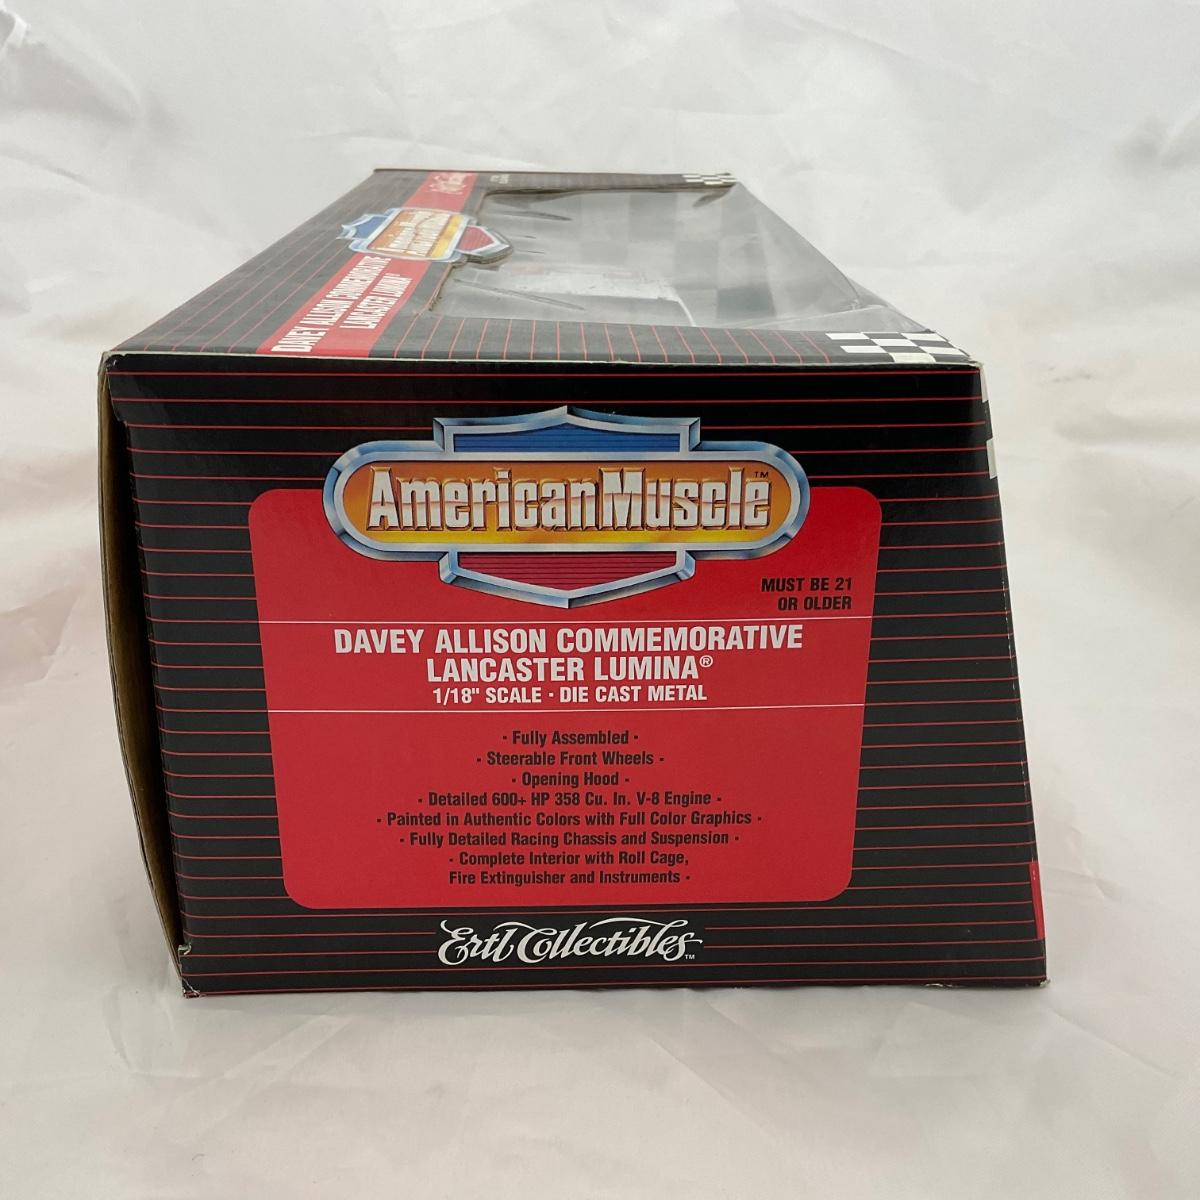 AmericanMuscle
DAVEY ALLISON COMMEMORATIVE
LANCASTER LUMINA®
AmericanMuscle™
MUST BE 21
OR OLDER
DAVEY ALLISON COMMEMORATIVE
LANCASTER LUMINA®
1/18" SCALE · DIE CAST METAL
· Fully Assembled ·
· Steerable Front Wheels ·
· Opening Hood ·
· Detailed 600+ HP 358 Cu. In. V-8 Engine ·
· Painted in Authentic Colors with Full Color Graphics ·
· Fully Detailed Racing Chassis and Suspension ·
· Complete Interior with Roll Cage,
Fire Extinguisher and Instruments ·
Ertl Collectibles™